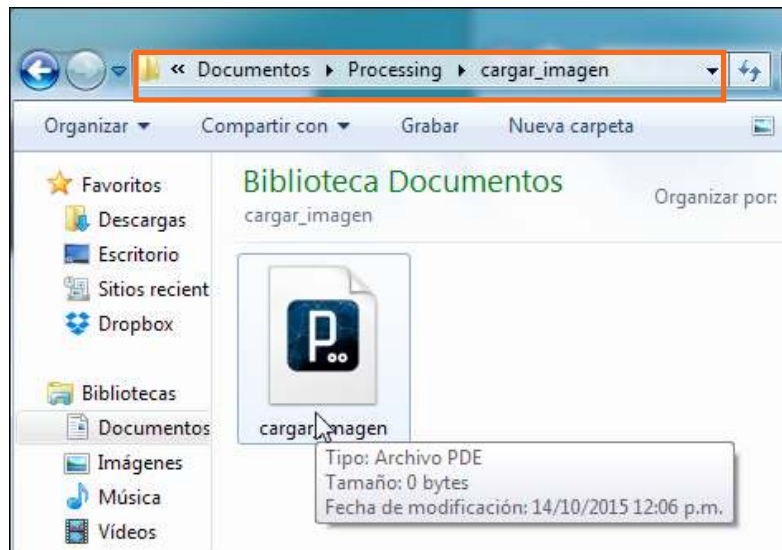 « Documentos ▸ Processing ▸ cargar_imagen
Organizar ▾ Compartir con ▾ Grabar Nueva carpeta
Favoritos
Descargas
Escritorio
Sitios recient
Dropbox
Bibliotecas
Documentos
Imágenes
Música
Vídeos
Biblioteca Documentos
cargar_imagen
Organizar por:
P
cargar_imagen
Tipo: Archivo PDE
Tamaño: 0 bytes
Fecha de modificación: 14/10/2015 12:06 p.m.